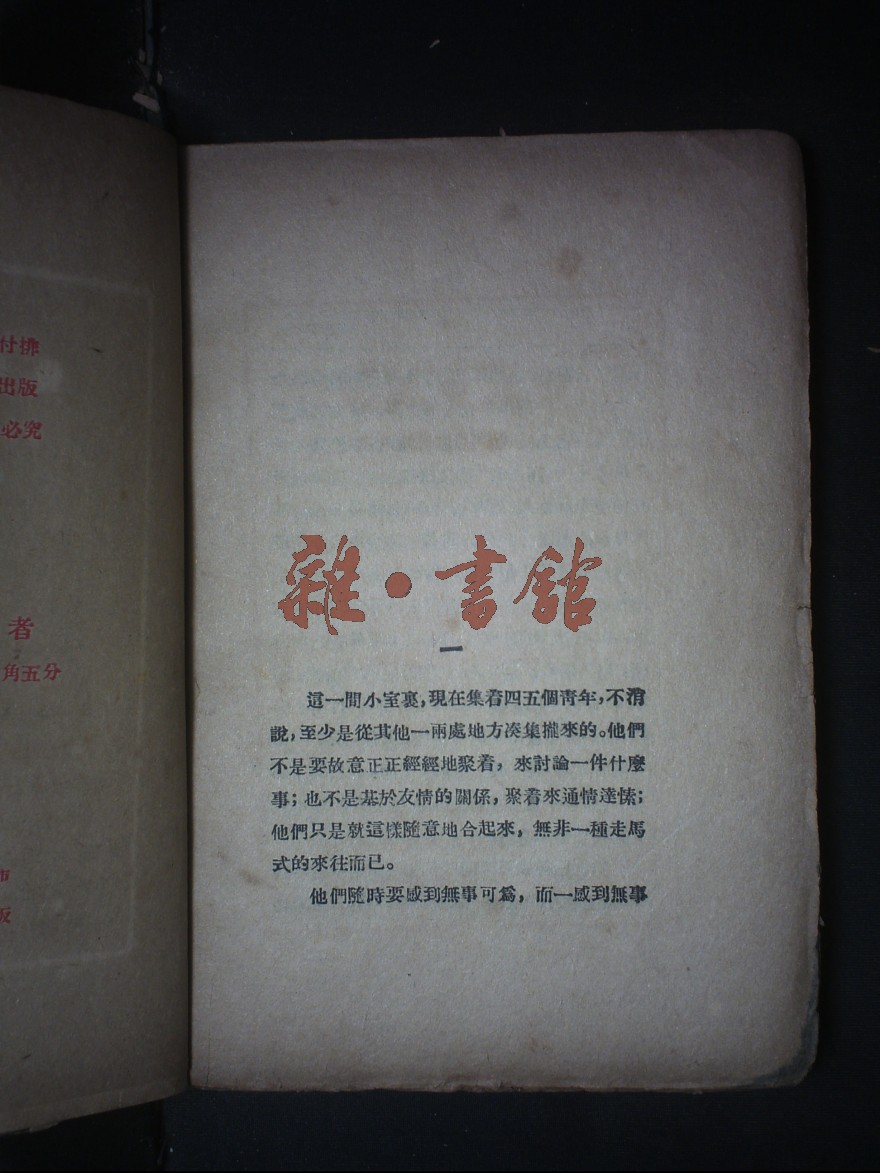 付排
出版
必究
者
角五分
版
雜・書館
一
這一間小室裏,現在集着四五個靑年,不消
說,至少是從其他一兩處地方凑集攏來的。他們
不是要故意正正經經地聚着,來討論一件什麼
事;也不是基於友情的關係,聚着來通情達愫;
他們只是就這樣隨意地合起來,無非一種走馬
式的來往而已。
他們隨時要感到無事可爲,而一感到無事